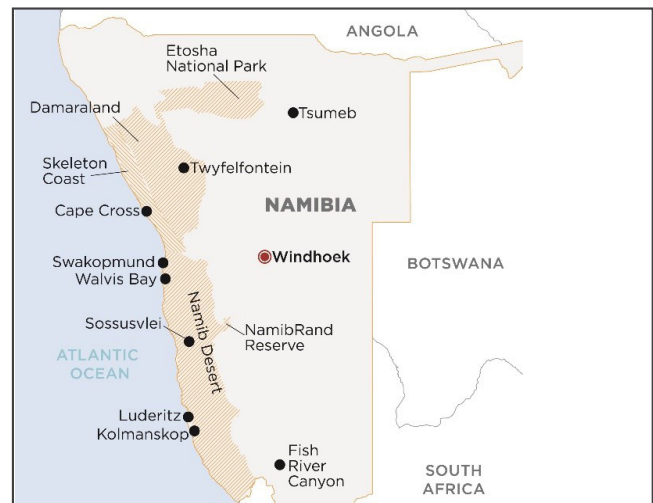 ANGOLA
Etosha
National Park
Damaraland
Tsumeb
Skeleton
Coast
Twyfelfontein
Cape Cross
NAMIBIA
Swakopmund
Windhoek
BOTSWANA
Walvis Bay
Namib Desert
Sossusvlei
NamibRand
Reserve
ATLANTIC
OCEAN
Luderitz
Kolmanskop
Fish
River
Canyon
SOUTH
AFRICA